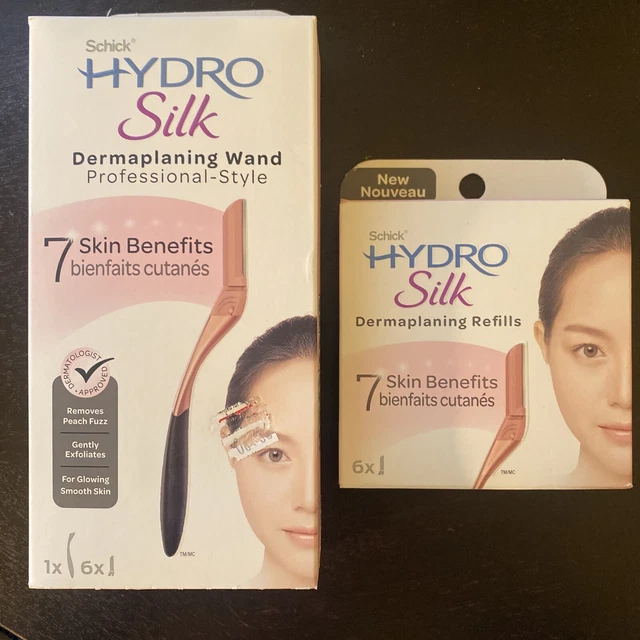 Schick®
HYDRO
Silk
Dermaplaning Wand
Professional-Style
7 Skin Benefits
bienfaits cutanés
DERMATOLOGIST
• APPROVED •
Removes
Peach Fuzz
Gently
Exfoliates
For Glowing
Smooth Skin
TM/MC
1x 6x
New
Nouveau
Schick®
HYDRO
Silk
Dermaplaning Refills
7 Skin Benefits
bienfaits cutanés
6x
TM/MC